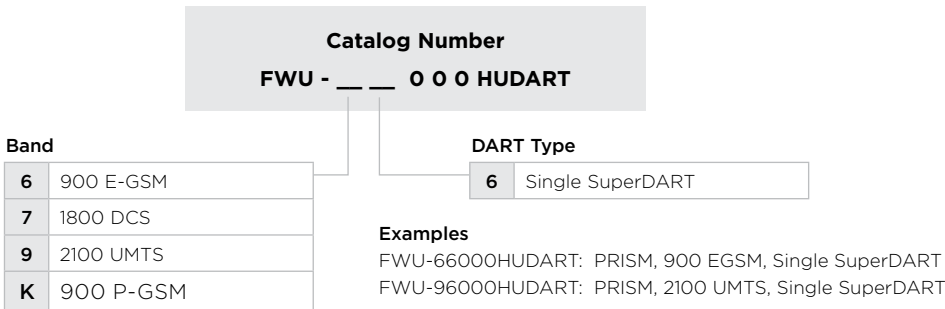 Catalog Number
FWU - __ __ 0 0 0 HUDART
Band
6 900 E-GSM
7 1800 DCS
9 2100 UMTS
K 900 P-GSM
DART Type
6 Single SuperDART
Examples
FWU-66000HUDART: PRISM, 900 EGSM, Single SuperDART
FWU-96000HUDART: PRISM, 2100 UMTS, Single SuperDART